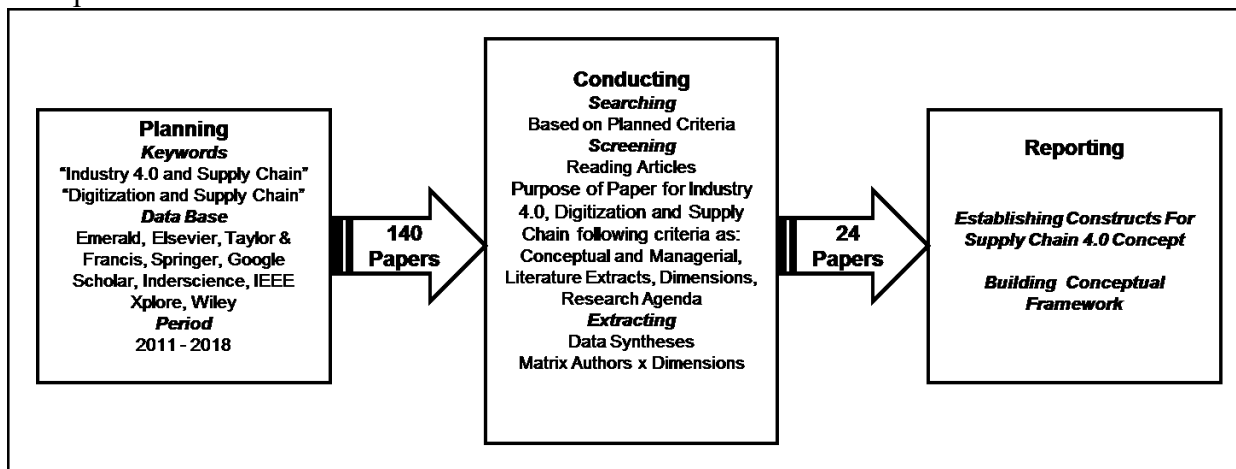 Planning
Keywords
“Industry 4.0 and Supply Chain”
“Digitization and Supply Chain”
Data Base
Emerald, Elsevier, Taylor &
Francis, Springer, Google
Scholar, Inderscience, IEEE
Xplore, Wiley
Period
2011 - 2018
140
Papers
Conducting
Searching
Based on Planned Criteria
Screening
Reading Articles
Purpose of Paper for Industry
4.0, Digitization and Supply
Chain following criteria as:
Conceptual and Managerial,
Literature Extracts, Dimensions,
Research Agenda
Extracting
Data Syntheses
Matrix Authors x Dimensions
24
Papers
Reporting
Establishing Constructs For
Supply Chain 4.0 Concept
Building Conceptual
Framework